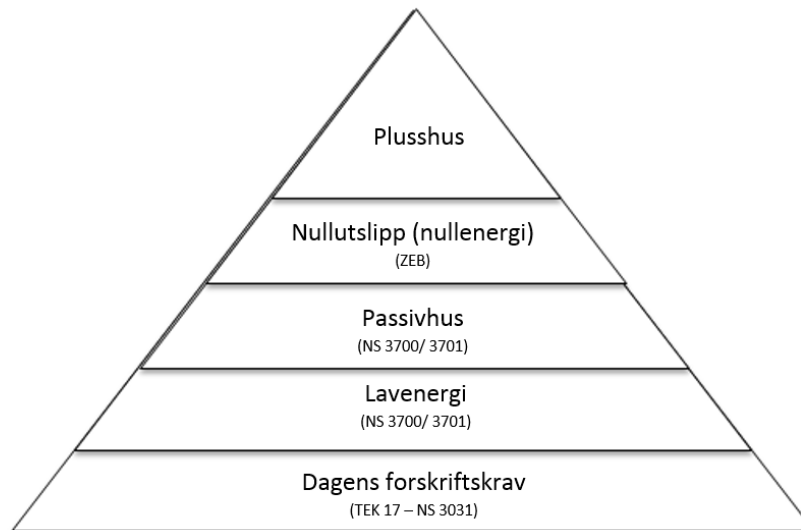 Plusshus
Nullutslipp (nullenergi)
(ZEB)
Passivhus
(NS 3700/ 3701)
Lavenergi
(NS 3700/ 3701)
Dagens forskriftskrav
(TEK 17 – NS 3031)